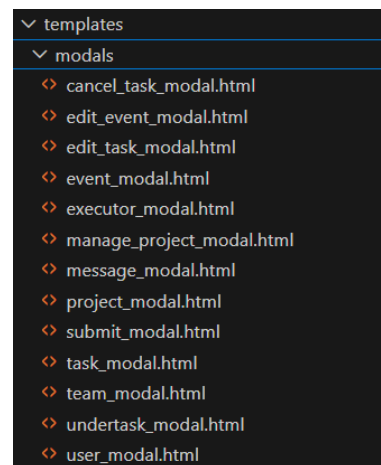 templates
modals
cancel_task_modal.html
edit_event_modal.html
edit_task_modal.html
event_modal.html
executor_modal.html
manage_project_modal.html
message_modal.html
project_modal.html
submit_modal.html
task_modal.html
team_modal.html
undertask_modal.html
user_modal.html